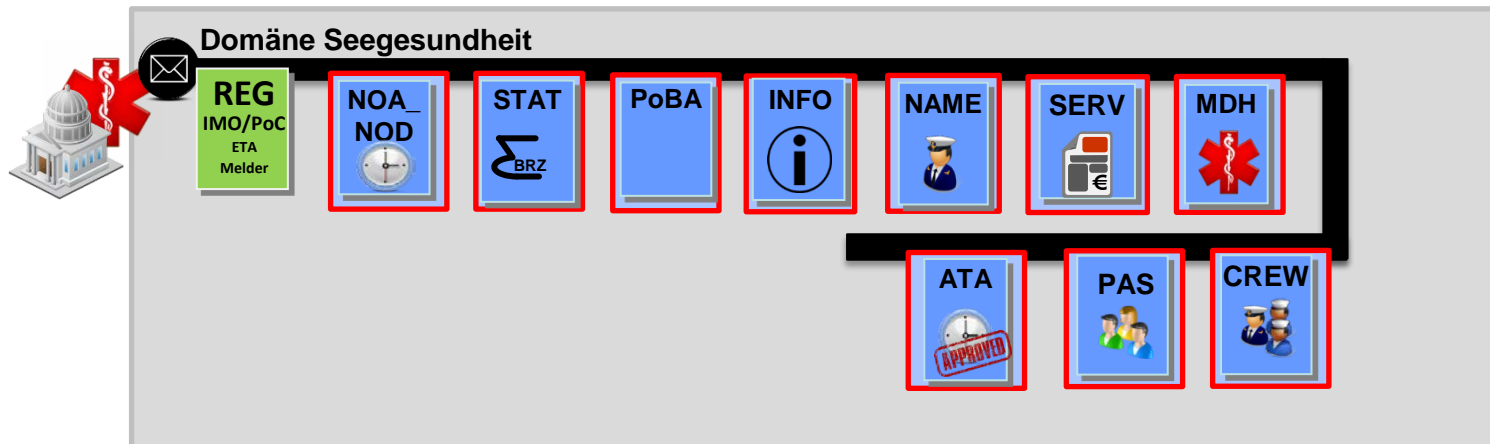 Domäne Seegesundheit
REG
IMO/PoC
ETA
Melder
NOA_
NOD
STAT
BRZ
PoBA
INFO
i
NAME
SERV
€
MDH
ATA
APPROVED
PAS
CREW